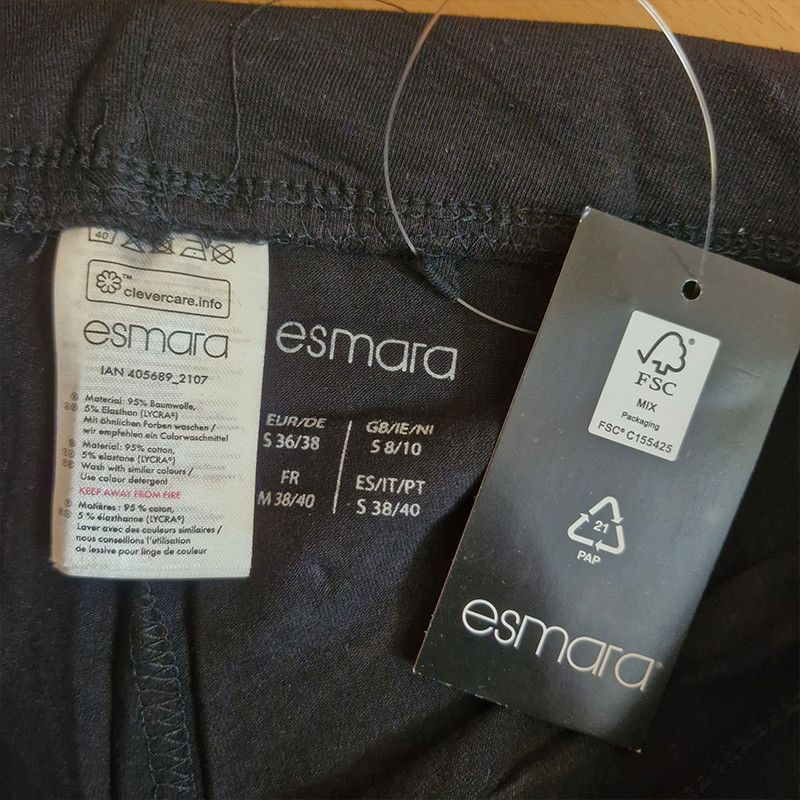 40
clevercare.info
esmara
IAN 405689_2107
Material: 95% Baumwolle,
5% Elasthan (LYCRA®)
Mit ähnlichen Farben waschen /
wir empfehlen ein Colorwaschmittel
Material: 95% cotton,
5% elastane (LYCRA®)
Wash with similar colours /
Use colour detergent
KEEP AWAY FROM FIRE
Matières : 95 % coton,
5 % élasthanne (LYCRA®)
Laver avec des couleurs similaires /
nous conseillons l'utilisation
de lessive pour linge de couleur
esmara
EUR/DE
S 36/38
GB/IE/NI
S 8/10
FR
M 38/40
ES/IT/PT
S 38/40
FSC®
MIX
Packaging
FSC® C155425
21
PAP
esmara®